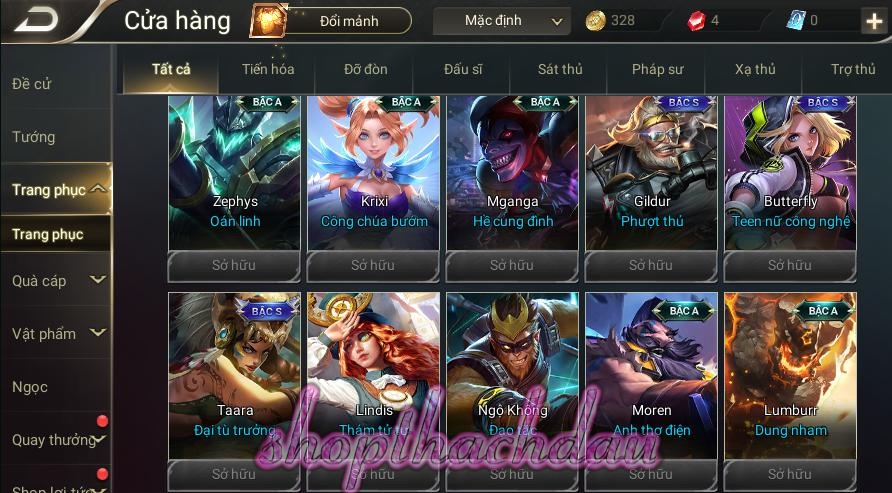 Cửa hàng
Đổi mảnh
Mặc định
328
4
0
Đề cử
Tướng
Trang phục
Trang phục
Quà cáp
Vật phẩm
Ngọc
Quay thưởng
Tất cả
Tiến hóa
Đỡ đòn
Đấu sĩ
Sát thủ
Pháp sư
Xạ thủ
Trợ thủ
BẬC A
BẬC A
BẬC A
BẬC S
BẬC S
Zephys
Krixi
Mganga
Gildur
Butterfly
Oán linh
Công chúa bướm
Hề cung đình
Phượt thủ
Teen nữ công nghệ
Sở hữu
Sở hữu
Sở hữu
Sở hữu
Sở hữu
BẬC S
BẬC A
BẬC A
Taara
Lindis
Ngộ Không
Moren
Lumburr
Đại tù trưởng
Thám tử tư
Đạo tặc
Anh thợ điện
Dung nham
shop1hachdau
Sở hữu
Sở hữu
Sở hữu
Sở hữu
Sở hữu